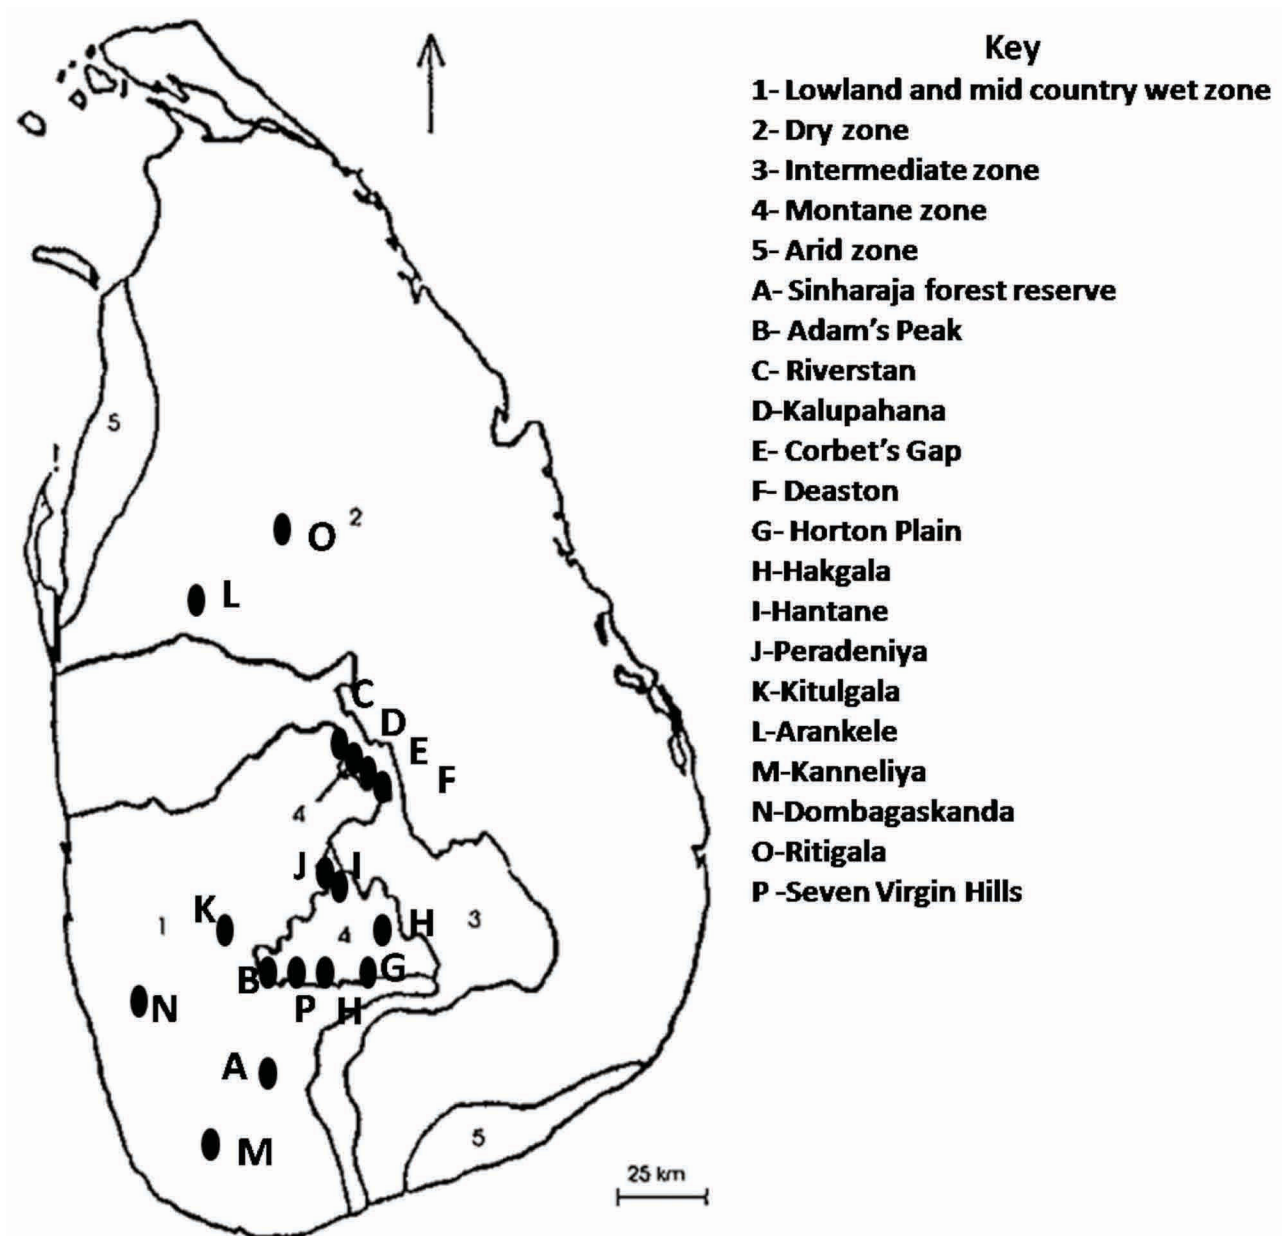 Key
1- Lowland and mid country wet zone
2- Dry zone
3- Intermediate zone
4- Montane zone
5- Arid zone
A- Sinharaja forest reserve
B- Adam's Peak
C- Riverstan
D-Kalupahana
E- Corbet's Gap
F- Deaston
G- Horton Plain
H-Hakgala
I-Hantane
J-Peradeniya
K-Kitulgala
L-Arankele
M-Kanneliya
N-Dombagaskanda
O-Ritigala
P -Seven Virgin Hills
5
O 2
L
C
D
E
F
4
J I
K
1
H
3
4
B
G
P H
N
A
M
5
25 km